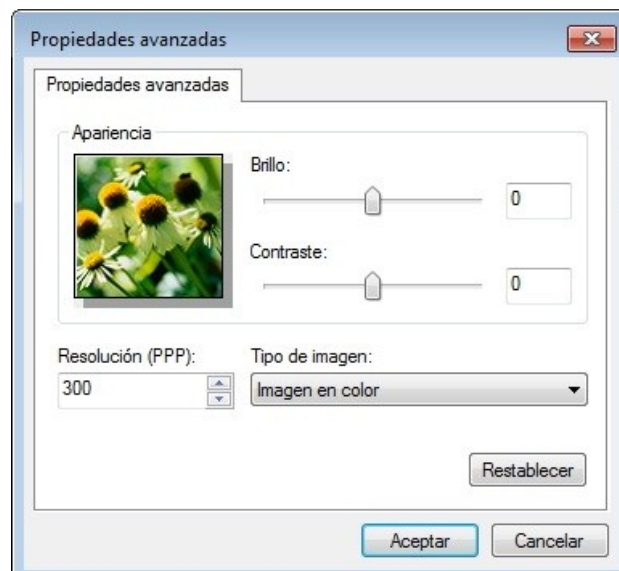 Propiedades avanzadas
Propiedades avanzadas
Apariencia
Brillo:
0
Contraste:
0
Resolución (PPP):
Tipo de imagen:
300
Imagen en color
Restablecer
Aceptar
Cancelar